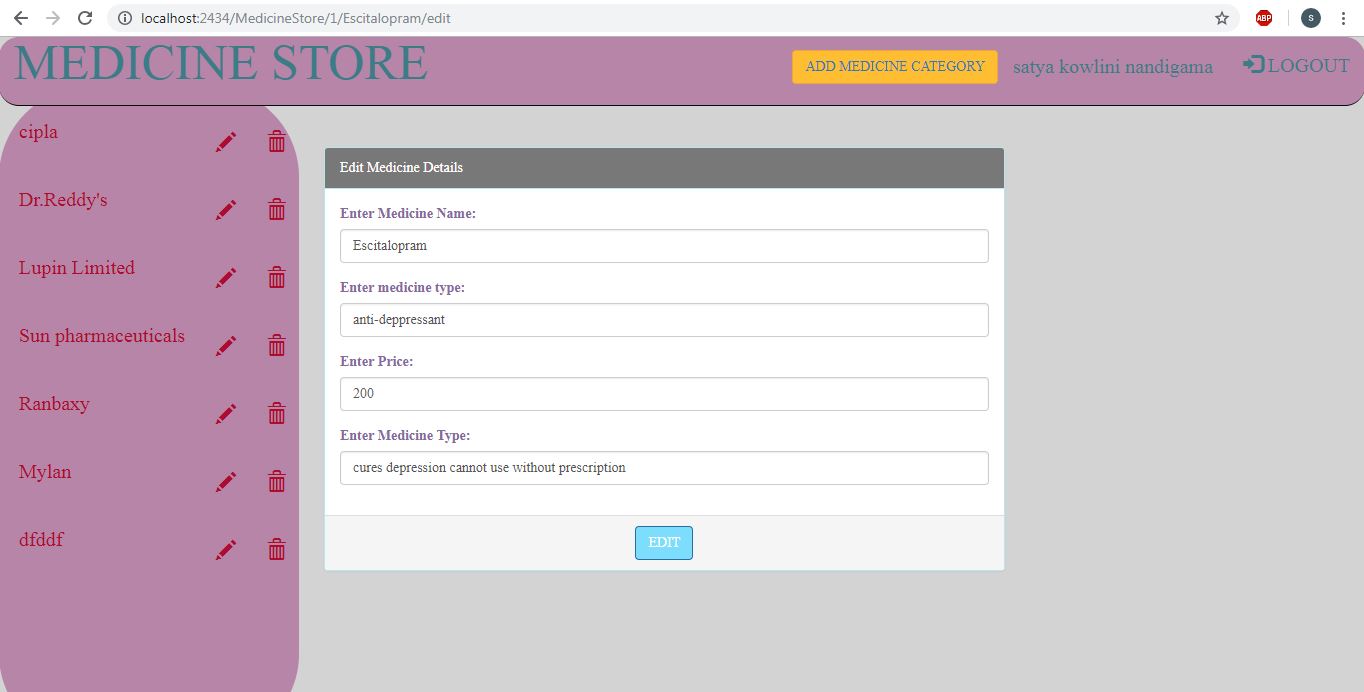 localhost:2434/MedicineStore/1/Escitalopram/edit
ABP
S
MEDICINE STORE
ADD MEDICINE CATEGORY
satya kowlini nandigama
LOGOUT
cipla
Dr.Reddy's
Lupin Limited
Sun pharmaceuticals
Ranbaxy
Mylan
dfddf
Edit Medicine Details
Enter Medicine Name:
Escitalopram
Enter medicine type:
anti-deppressant
Enter Price:
200
Enter Medicine Type:
cures depression cannot use without prescription
EDIT